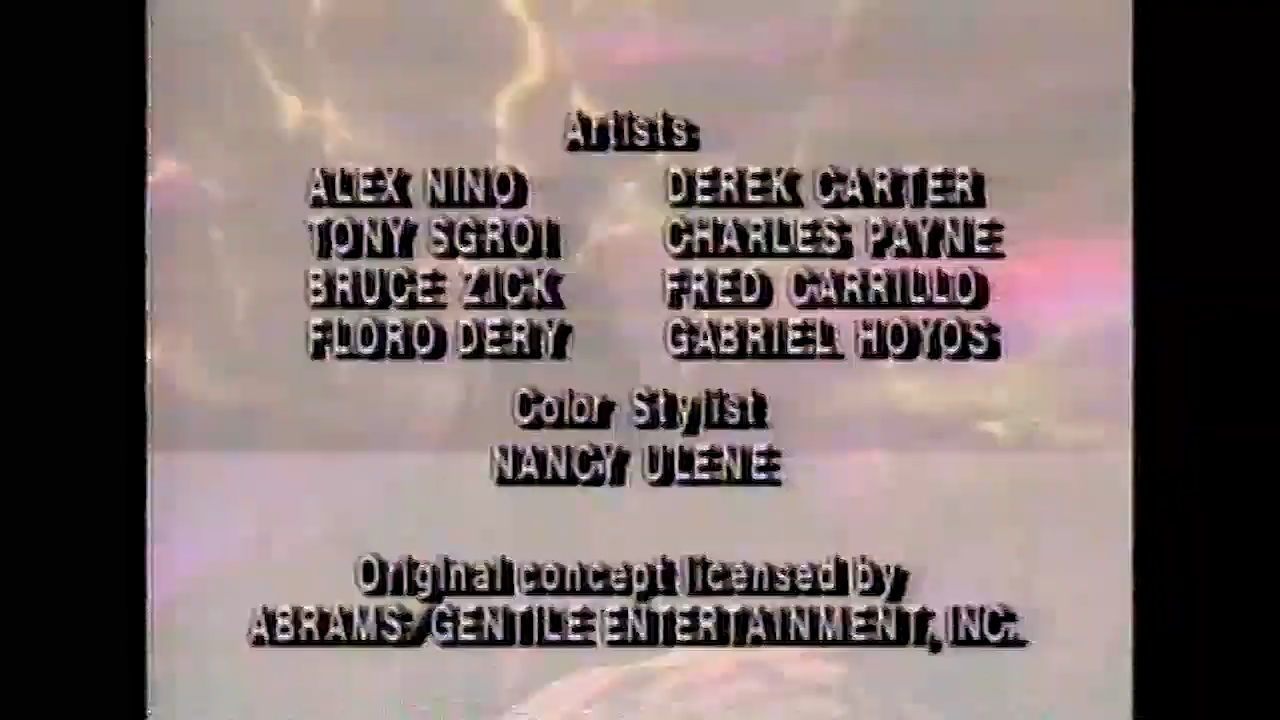 Artists
ALEX NINO DEREK CARTER
TONY SGROI CHARLES PAYNE
BRUCE ZICK FRED CARRILLO
FLORO DERY GABRIEL HOYOS
Color Stylist
NANCY ULENE
Original concept licensed by
ABRAMS/GENTILE ENTERTAINMENT, INC.